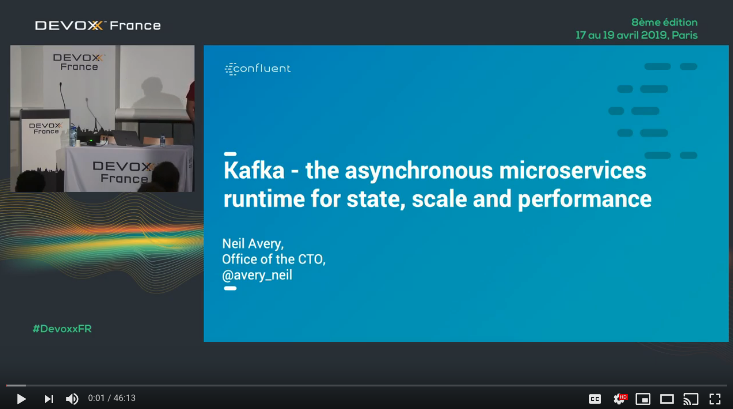 DEVOXX France
8ème édition
17 au 19 avril 2019, Paris
DEVOXX
France
DEVOXX
France
DEVOXX
France
confluent
Kafka - the asynchronous microservices
runtime for state, scale and performance
Neil Avery,
Office of the CTO,
@avery_neil
#DevoxxFR
0:01 / 46:13
CC
HD